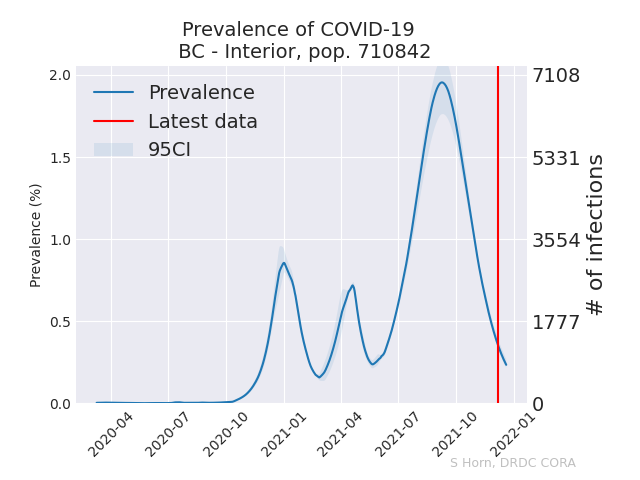 Prevalence of COVID-19
BC - Interior, pop. 710842
Prevalence
Latest data
95CI
Prevalence (%)
2.0
1.5
1.0
0.5
0.0
7108
5331
3554
1777
0
# of infections
2020-04
2020-07
2020-10
2021-01
2021-04
2021-07
2021-10
2022-01
S Horn, DRDC CORA